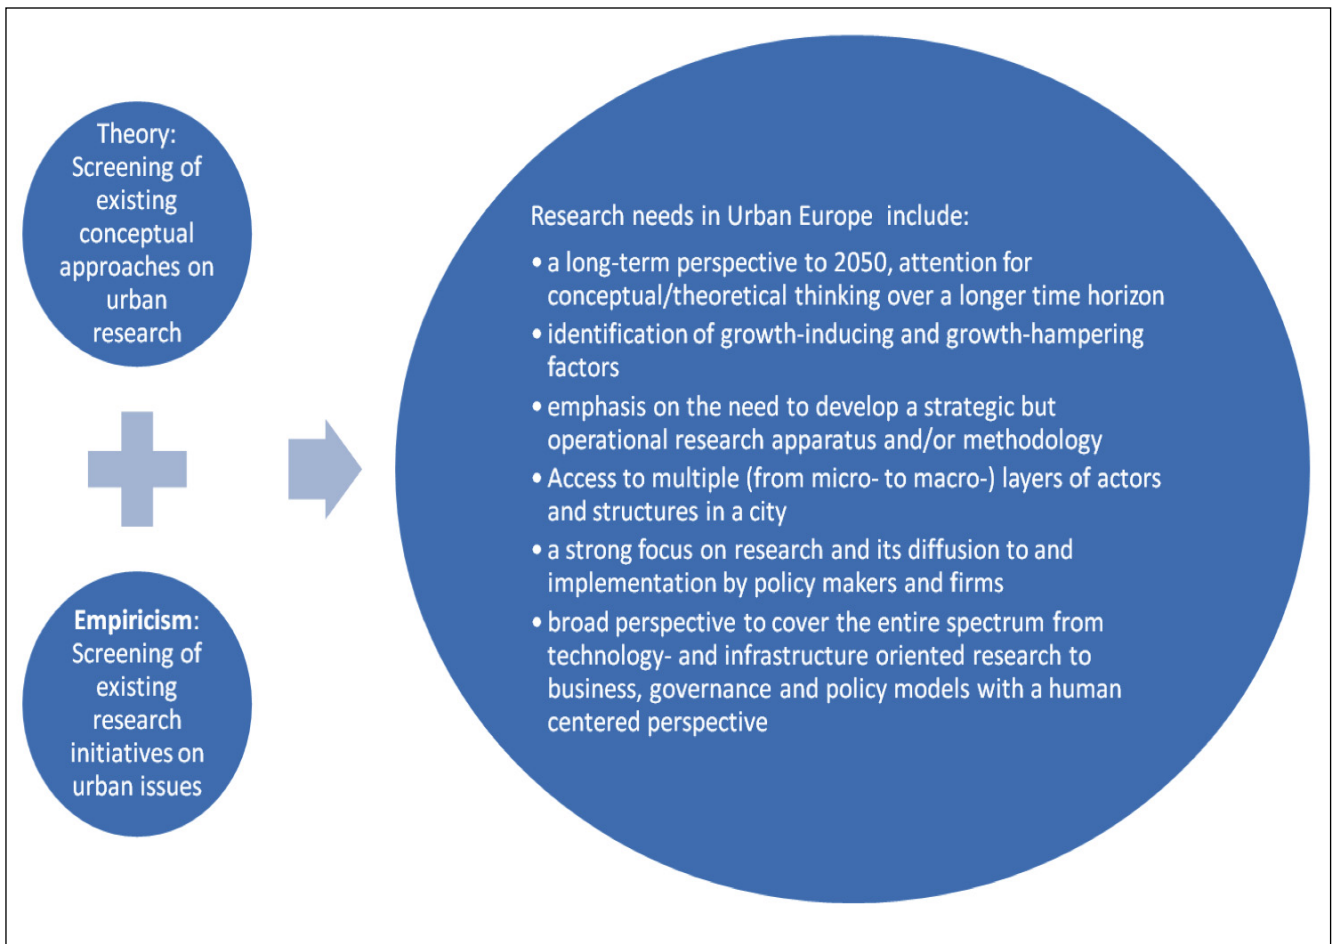 Theory:
Screening of
existing
conceptual
approaches on
urban
research
Empiricism:
Screening of
existing
research
initiatives on
urban issues
Research needs in Urban Europe include:
• a long-term perspective to 2050, attention for
conceptual/theoretical thinking over a longer time horizon
• identification of growth-inducing and growth-hampering
factors
• emphasis on the need to develop a strategic but
operational research apparatus and/or methodology
• Access to multiple (from micro- to macro-) layers of actors
and structures in a city
• a strong focus on research and its diffusion to and
implementation by policy makers and firms
• broad perspective to cover the entire spectrum from
technology- and infrastructure oriented research to
business, governance and policy models with a human
centered perspective